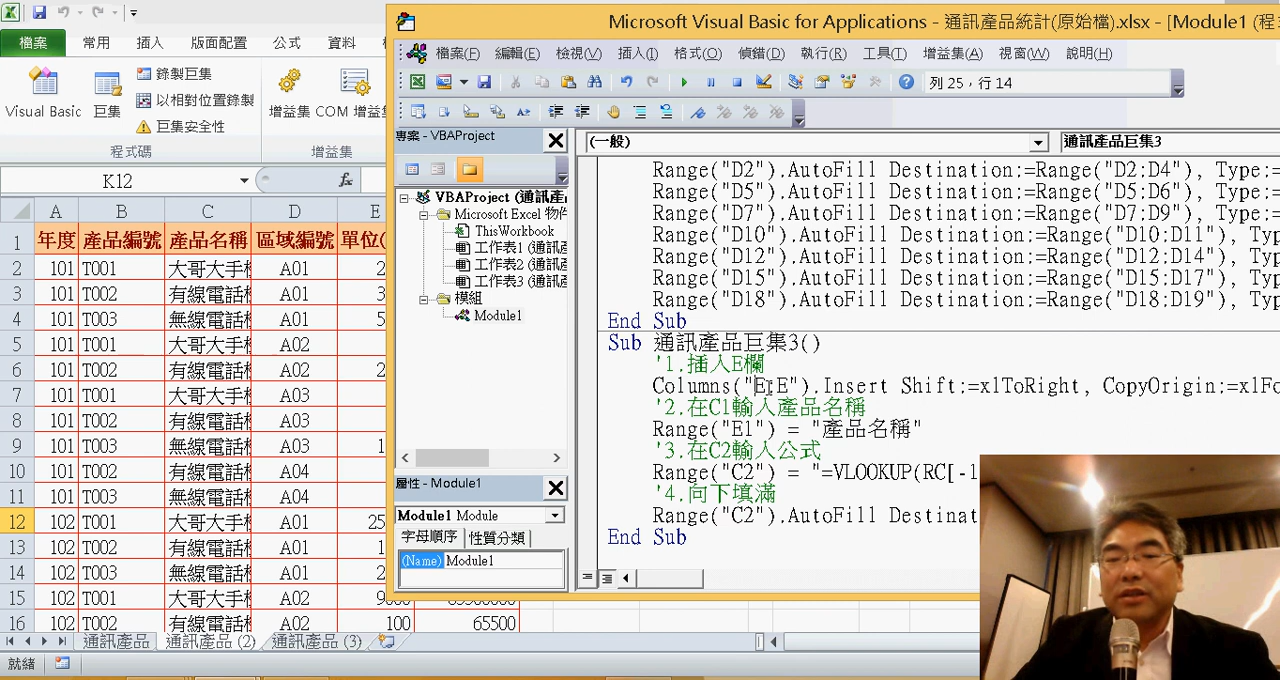 Microsoft Visual Basic for Applications - 通訊產品統計(原始檔).xlsx - [Module1 (程
檔案 常用 插入 版面配置 公式 資料
檔案(F) 編輯(E) 檢視(V) 插入(I) 格式(O) 偵錯(D) 執行(R) 工具(T) 增益集(A) 視窗(W) 說明(H)
列 25，行 14
Visual Basic 巨集 錄製巨集 以相對位置錄製 巨集安全性 增益集 COM 增益
程式碼 增益集
K12 fx
A B C D E
1 年度 產品編號 產品名稱 區域編號 單位(
2 101 T001 大哥大手 A01 2
3 101 T002 有線電話 A01 3
4 101 T003 無線電話 A01 5
5 101 T001 大哥大手 A02
6 101 T002 有線電話 A02 2
7 101 T001 大哥大手 A03
8 101 T002 有線電話 A03
9 101 T003 無線電話 A03 1
10 101 T002 有線電話 A04
11 101 T003 無線電話 A04
12 102 T001 大哥大手 A01 25
13 102 T002 有線電話 A01 1
14 102 T003 無線電話 A01 2
15 102 T001 大哥大手 A02
16 102 T002 有線電話 A02 100 65500
通訊產品 通訊產品 (2) 通訊產品 (3)
就緒
專案 - VBAProject
VBAProject (通訊產
Microsoft Excel 物件
ThisWorkbook
工作表1 (通訊產
工作表2 (通訊產
工作表3 (通訊產
模組
Module1
屬性 - Module1
Module1 Module
字母順序 性質分類
(Name) Module1
(一般) 通訊產品巨集3
Range("D2").AutoFill Destination:=Range("D2:D4"), Type:=
Range("D5").AutoFill Destination:=Range("D5:D6"), Type:=
Range("D7").AutoFill Destination:=Range("D7:D9"), Type:=
Range("D10").AutoFill Destination:=Range("D10:D11"), Typ
Range("D12").AutoFill Destination:=Range("D12:D14"), Typ
Range("D15").AutoFill Destination:=Range("D15:D17"), Typ
Range("D18").AutoFill Destination:=Range("D18:D19"), Typ
End Sub
Sub 通訊產品巨集3()
'1.插入E欄
Columns("E:E").Insert Shift:=xlToRight, CopyOrigin:=xlFo
'2.在C1輸入產品名稱
Range("E1") = "產品名稱"
'3.在C2輸入公式
Range("C2") = "=VLOOKUP(RC[-1
'4.向下填滿
Range("C2").AutoFill Destinat
End Sub